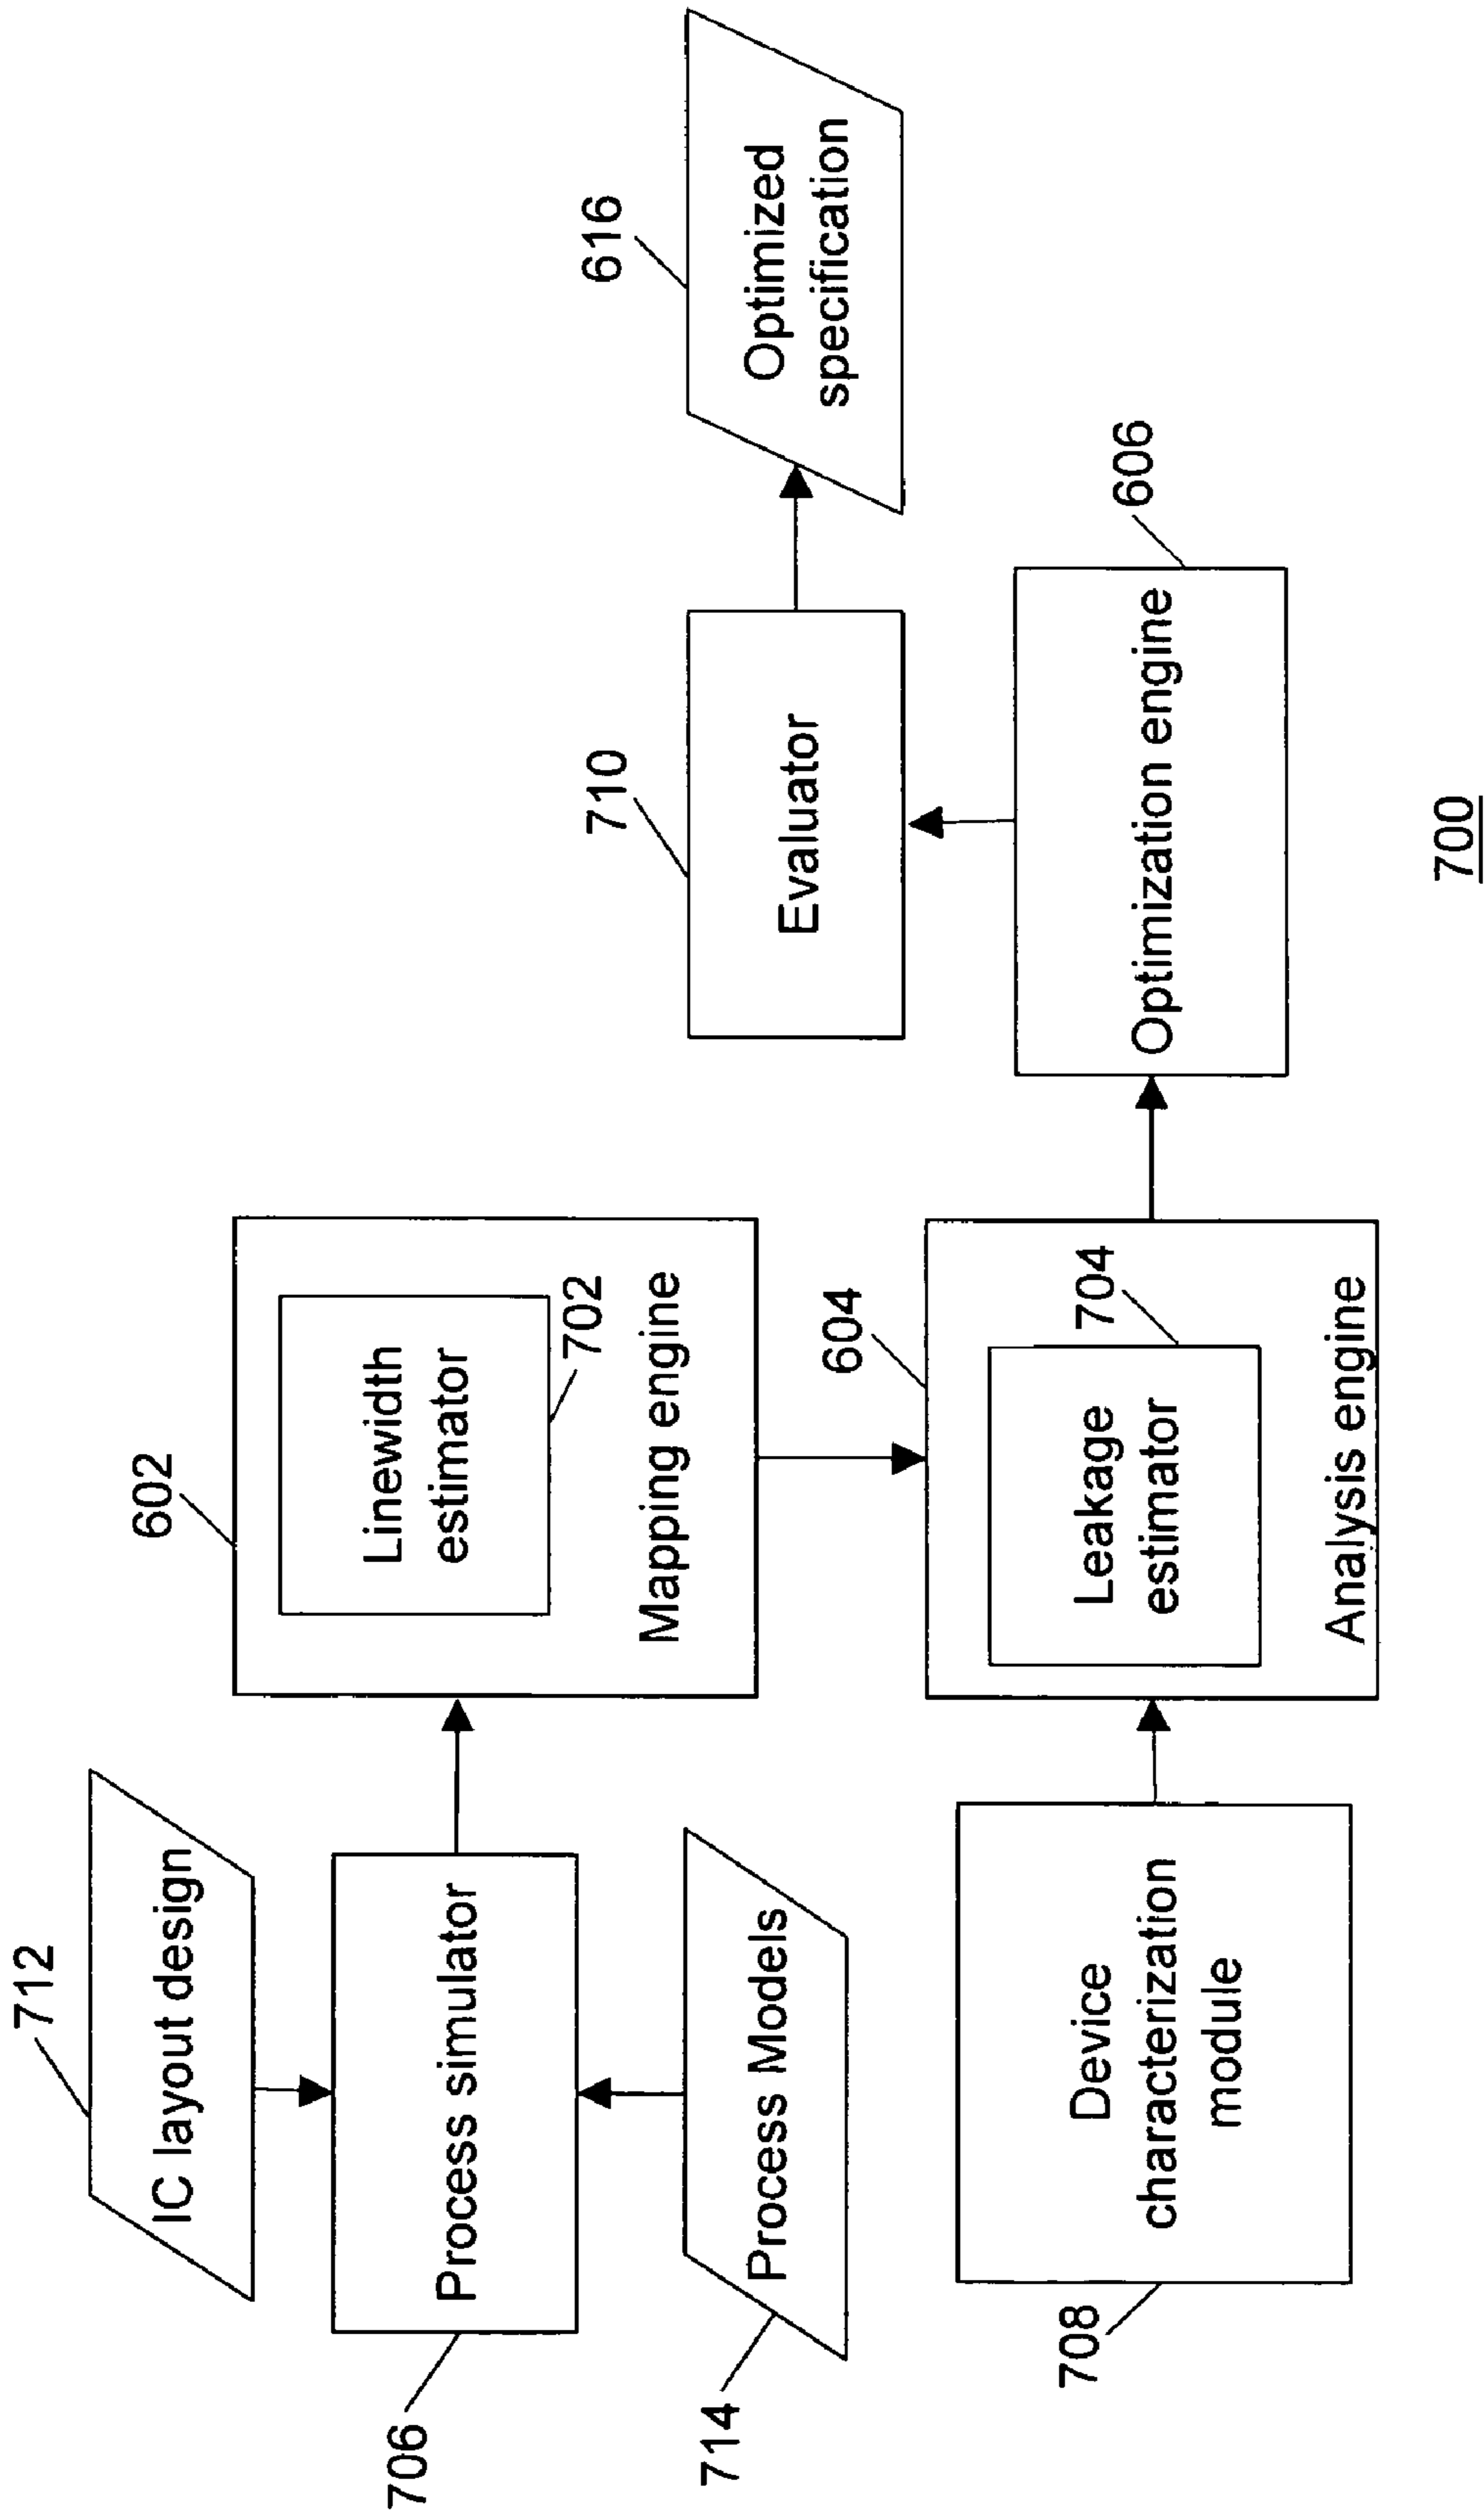 712
IC layout design
706
Process simulator
714
Process Models
708
Device
characterization
module
602
Linewidth
estimator
702
Mapping engine
604
Leakage
estimator
704
Analysis engine
710
Evaluator
616
Optimized
specification
606
Optimization engine
700